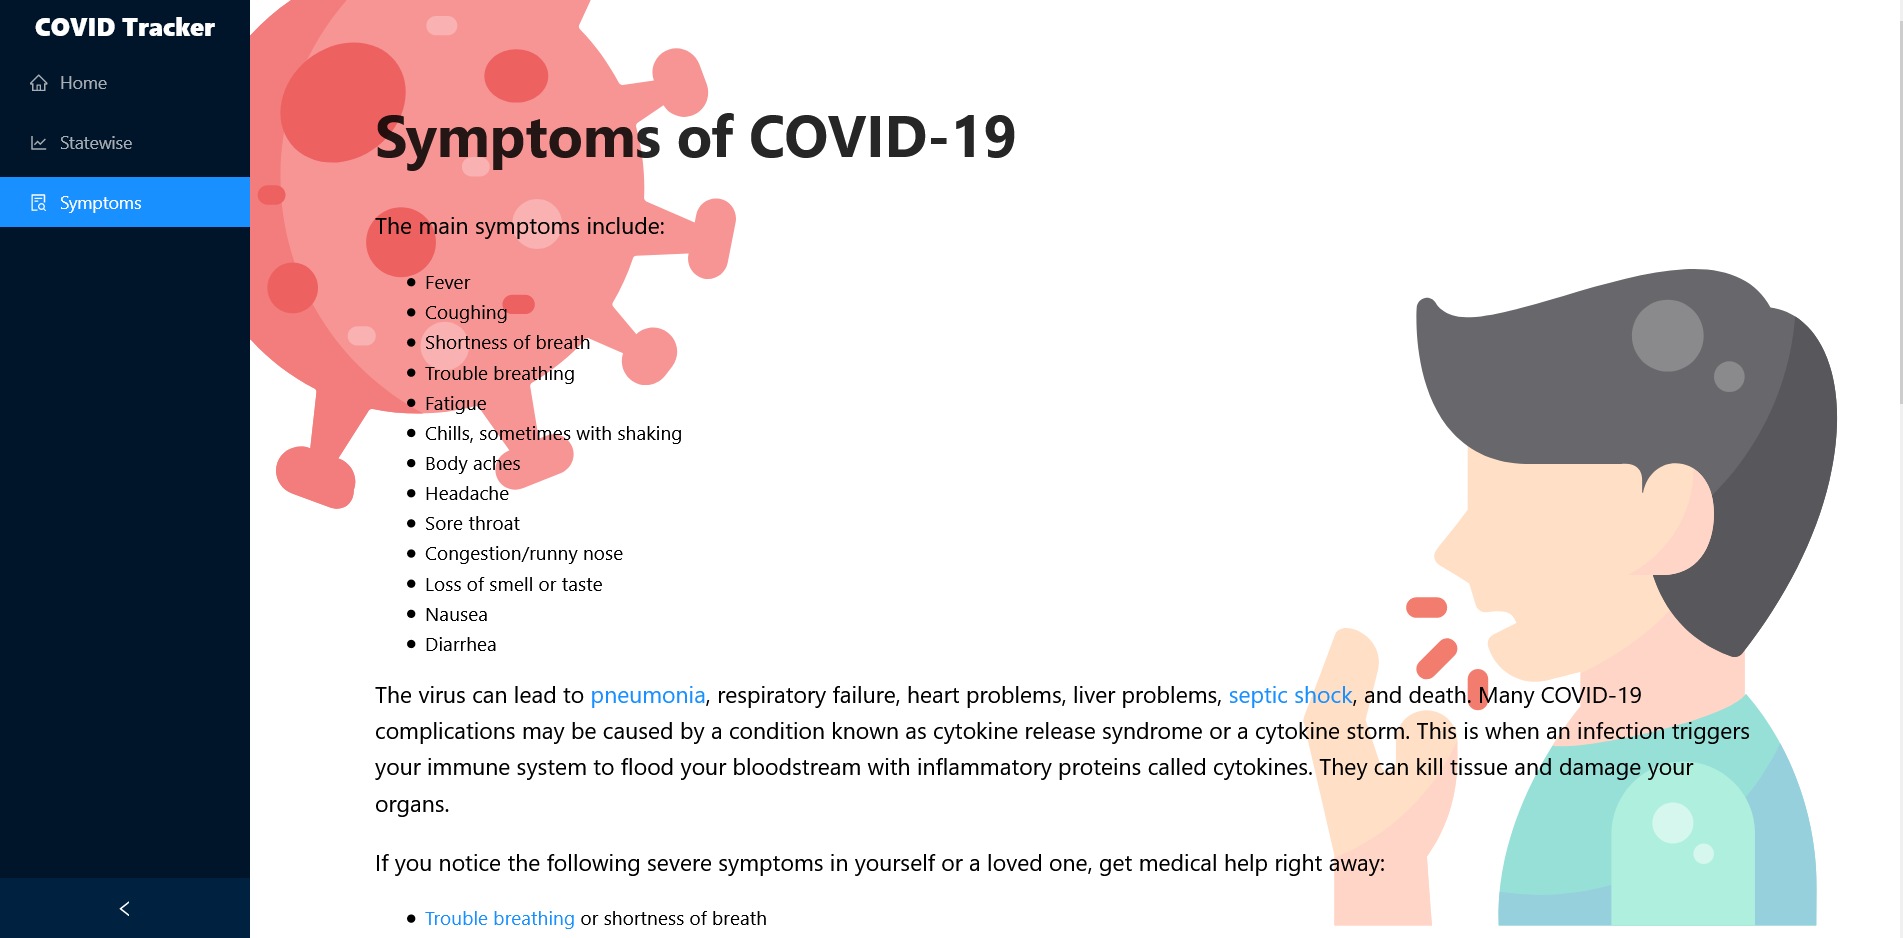 COVID Tracker
Home
Statewise
Symptoms
Symptoms of COVID-19
The main symptoms include:
Fever
Coughing
Shortness of breath
Trouble breathing
Fatigue
Chills, sometimes with shaking
Body aches
Headache
Sore throat
Congestion/runny nose
Loss of smell or taste
Nausea
Diarrhea
The virus can lead to pneumonia, respiratory failure, heart problems, liver problems, septic shock, and death. Many COVID-19
complications may be caused by a condition known as cytokine release syndrome or a cytokine storm. This is when an infection triggers
your immune system to flood your bloodstream with inflammatory proteins called cytokines. They can kill tissue and damage your
organs.
If you notice the following severe symptoms in yourself or a loved one, get medical help right away:
Trouble breathing or shortness of breath